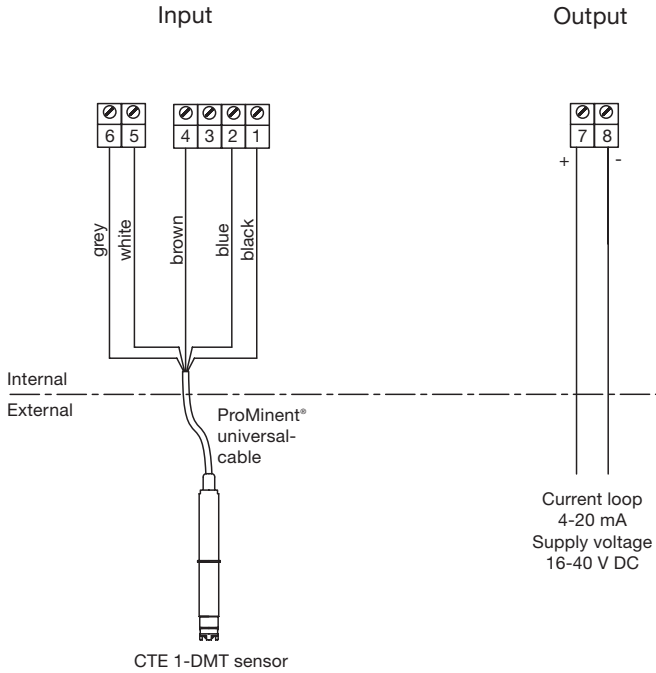 Input
Output
6 5 4 3 2 1
7 8
+ -
grey
white
brown
blue
black
Internal
External
ProMinent®
universal-
cable
Current loop
4-20 mA
Supply voltage
16-40 V DC
CTE 1-DMT sensor